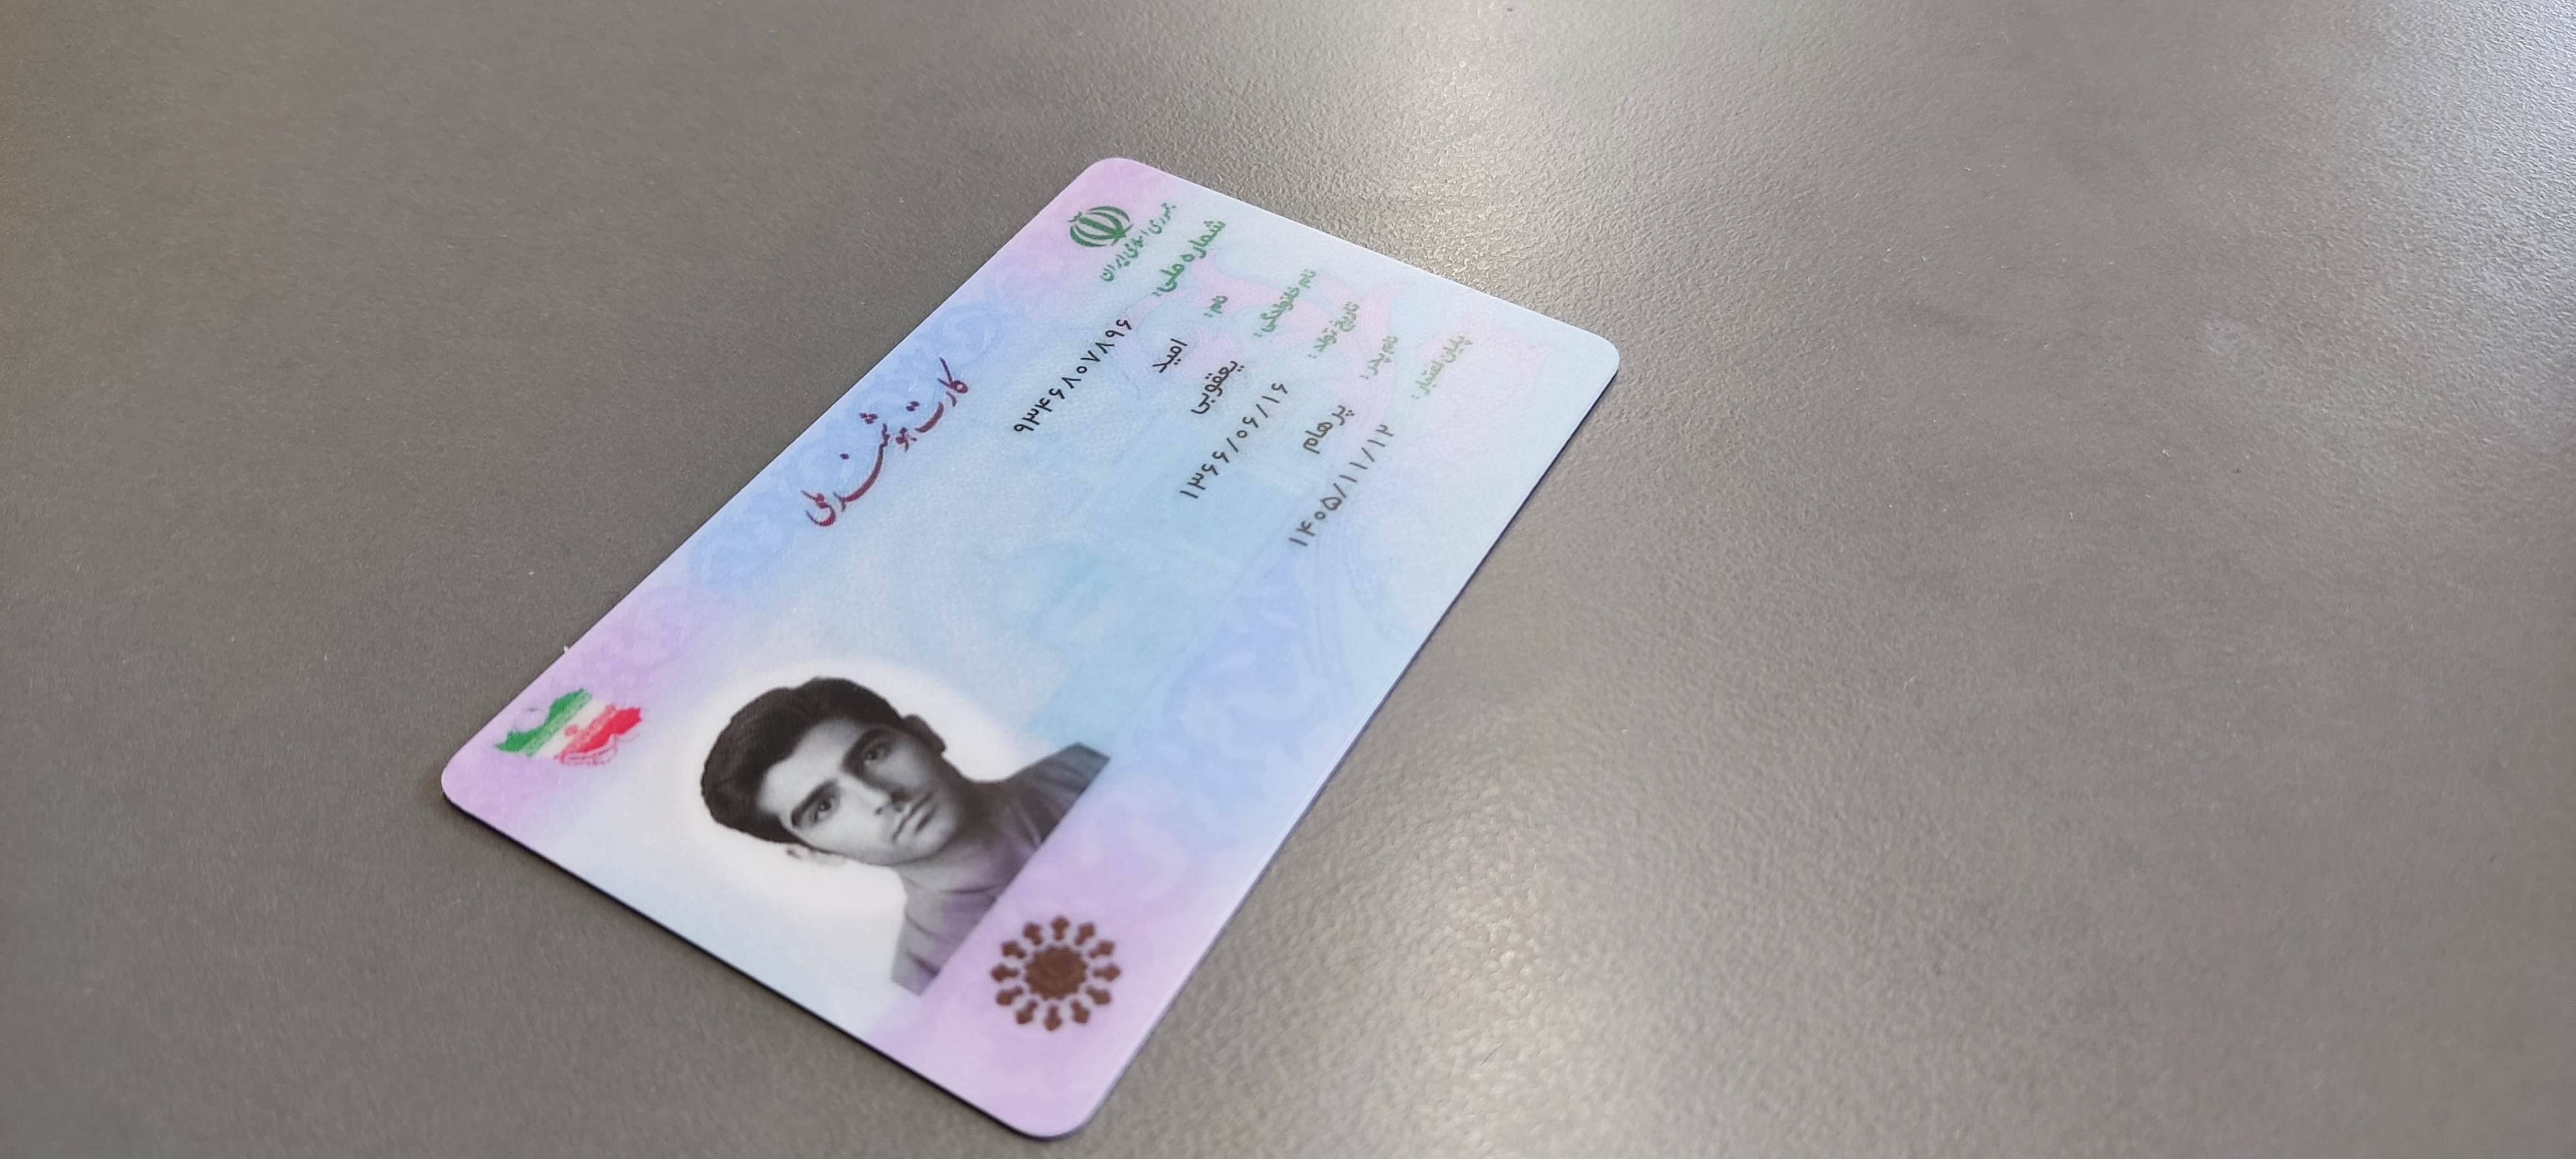 جمهوری اسلامی ایران
کارت هوشمند ملی
شماره ملی: ۹۳۴۶۸۰۷۸۹۶
نام: امید
نام خانوادگی: یعقوبی
تاریخ تولد: ۱۳۶۶/۰۶/۱۶
نام پدر: پرهام
پایان اعتبار: ۱۴۰۵/۱۱/۱۲